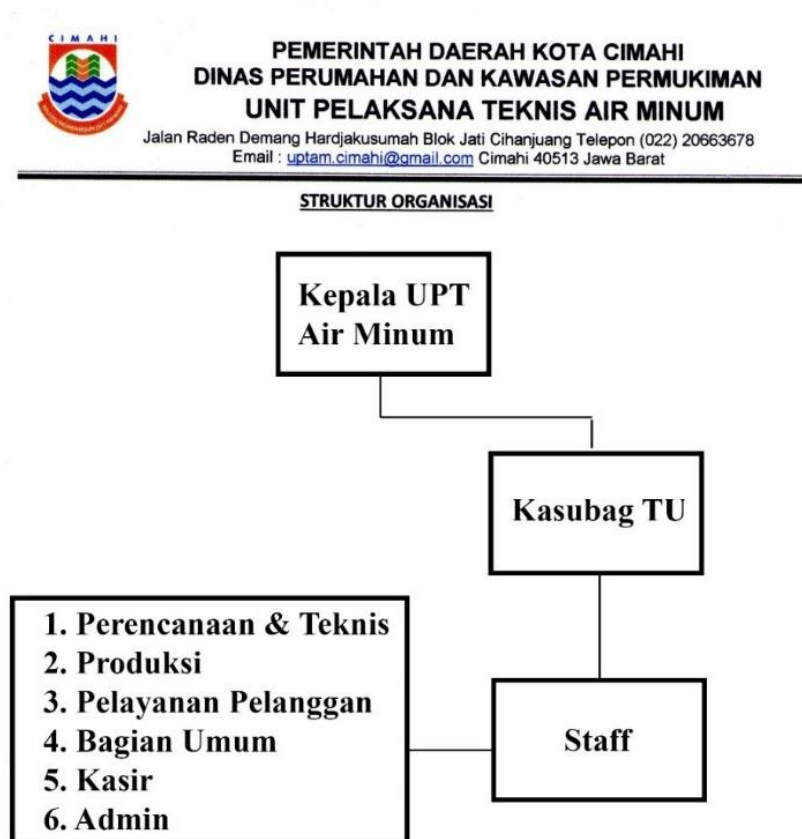 CIMAHI
PEMERINTAH DAERAH KOTA CIMAHI
DINAS PERUMAHAN DAN KAWASAN PERMUKIMAN
UNIT PELAKSANA TEKNIS AIR MINUM
Jalan Raden Demang Hardjakusumah Blok Jati Cihanjuang Telepon (022) 20663678
Email : uptam.cimahi@gmail.com Cimahi 40513 Jawa Barat
STRUKTUR ORGANISASI
Kepala UPT
Air Minum
Kasubag TU
1. Perencanaan & Teknis
2. Produksi
3. Pelayanan Pelanggan
4. Bagian Umum
5. Kasir
6. Admin
Staff